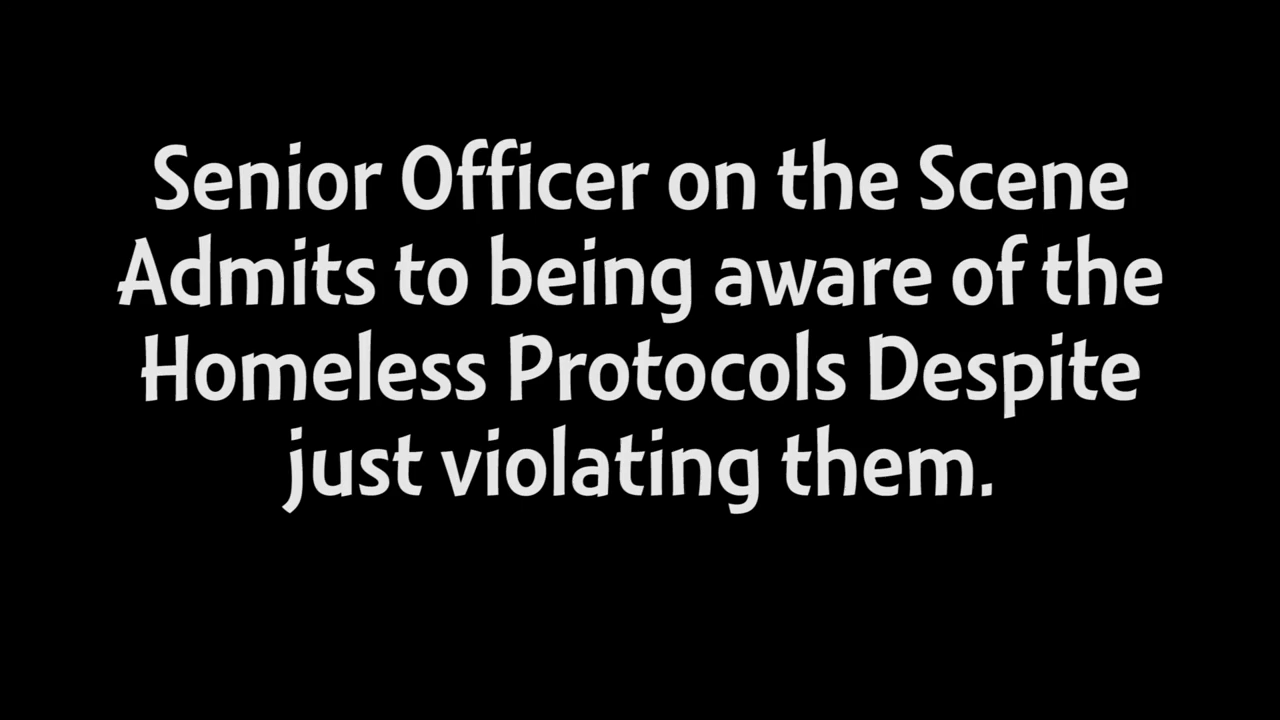 Senior Officer on the Scene
Admits to being aware of the
Homeless Protocols Despite
just violating them.